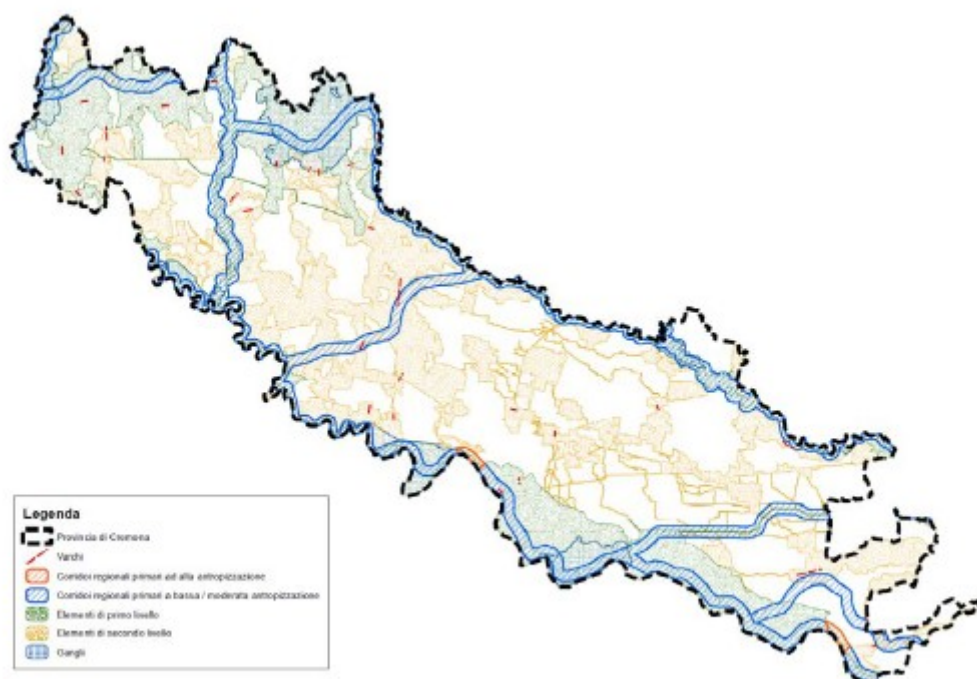 Legenda
Provincia di Cremona
Varchi
Corridoi regionali primari ad alta antropizzazione
Corridoi regionali primari a bassa / moderata antropizzazione
Elementi di primo livello
Elementi di secondo livello
Gangli